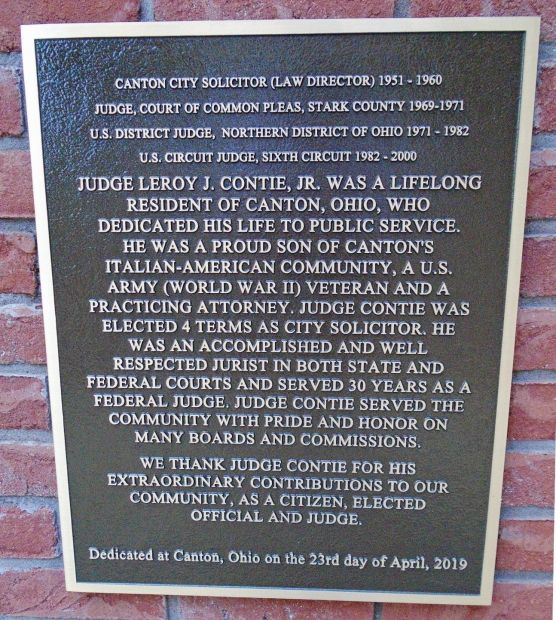 CANTON CITY SOLICITOR (LAW DIRECTOR) 1951 - 1960
JUDGE, COURT OF COMMON PLEAS, STARK COUNTY 1969-1971
U.S. DISTRICT JUDGE, NORTHERN DISTRICT OF OHIO 1971 - 1982
U.S. CIRCUIT JUDGE, SIXTH CIRCUIT 1982 - 2000
JUDGE LEROY J. CONTIE, JR. WAS A LIFELONG
RESIDENT OF CANTON, OHIO, WHO
DEDICATED HIS LIFE TO PUBLIC SERVICE.
HE WAS A PROUD SON OF CANTON'S
ITALIAN-AMERICAN COMMUNITY, A U.S.
ARMY (WORLD WAR II) VETERAN AND A
PRACTICING ATTORNEY. JUDGE CONTIE WAS
ELECTED 4 TERMS AS CITY SOLICITOR. HE
WAS AN ACCOMPLISHED AND WELL
RESPECTED JURIST IN BOTH STATE AND
FEDERAL COURTS AND SERVED 30 YEARS AS A
FEDERAL JUDGE. JUDGE CONTIE SERVED THE
COMMUNITY WITH PRIDE AND HONOR ON
MANY BOARDS AND COMMISSIONS.
WE THANK JUDGE CONTIE FOR HIS
EXTRAORDINARY CONTRIBUTIONS TO OUR
COMMUNITY, AS A CITIZEN, ELECTED
OFFICIAL AND JUDGE.
Dedicated at Canton, Ohio on the 23rd day of April, 2019